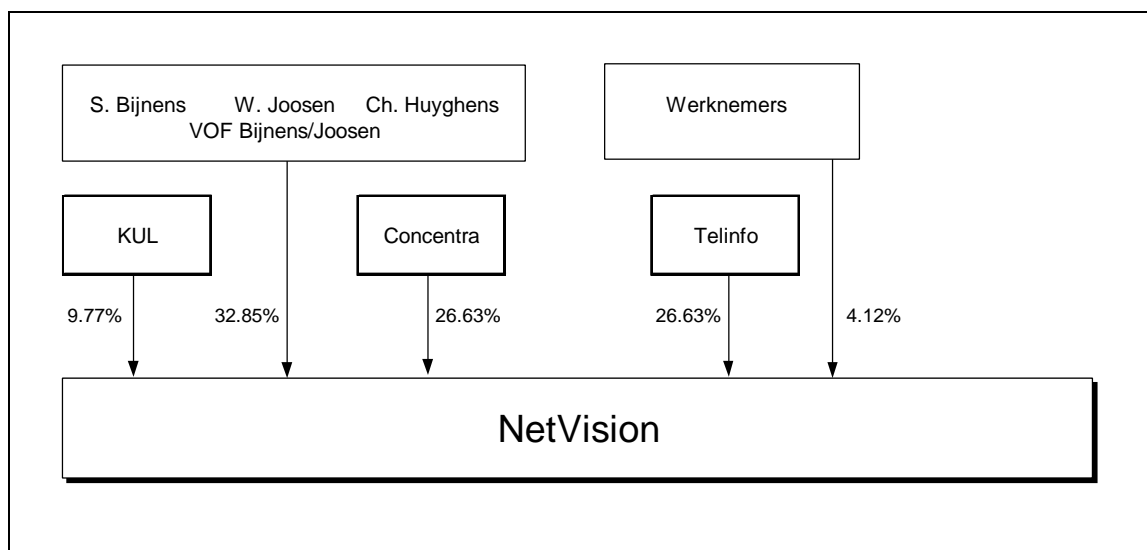 S. Bijnens W. Joosen Ch. Huyghens
VOF Bijnens/Joosen
Werknemers
KUL
Concentra
Telinfo
9.77%
32.85%
26.63%
26.63%
4.12%
NetVision